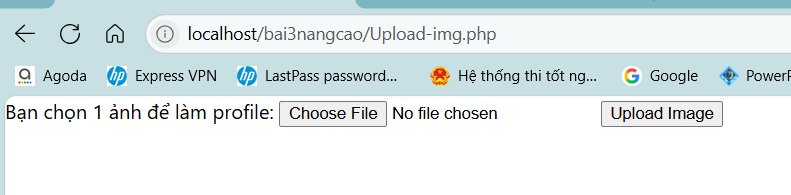 localhost/bai3nangcao/Upload-img.php
Agoda Express VPN LastPass password... Hệ thống thi tốt ng... Google PowerP
Bạn chọn 1 ảnh để làm profile: Choose File No file chosen Upload Image